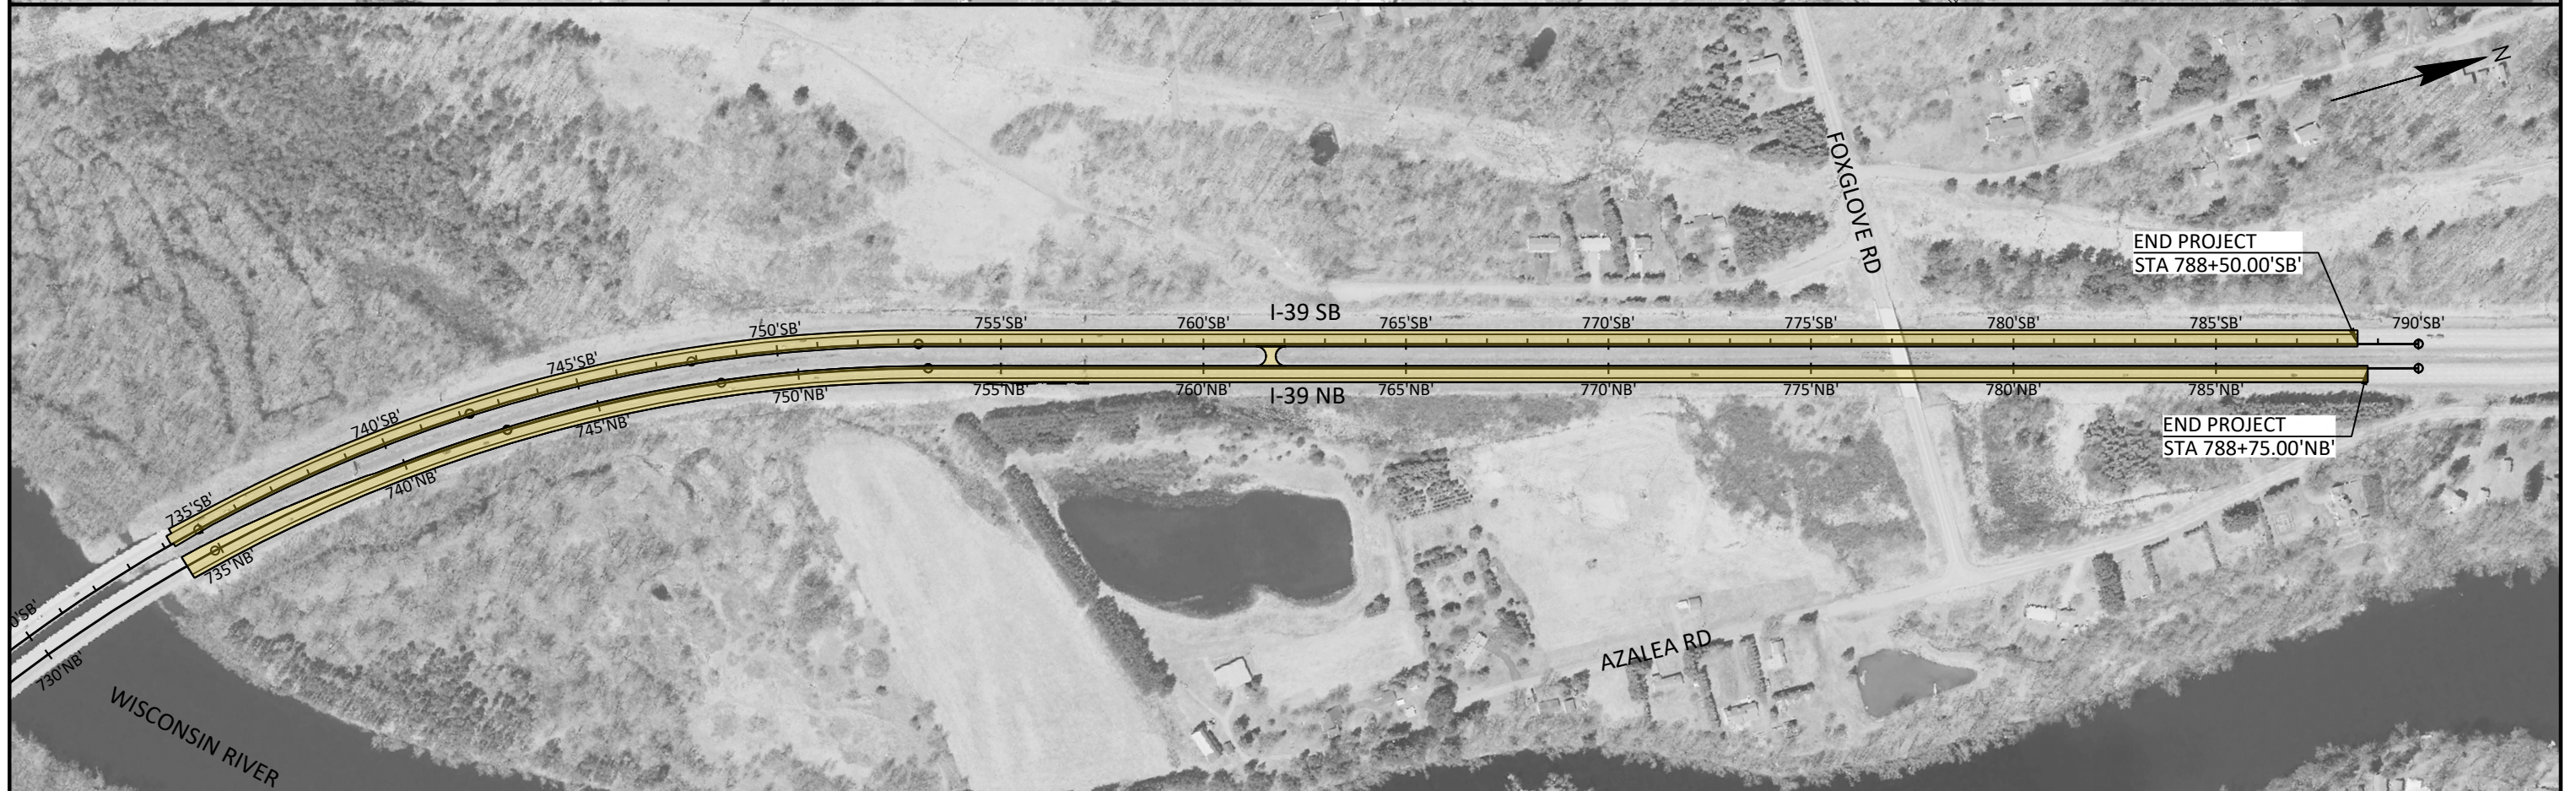 N
FOXGLOVE RD
END PROJECT
STA 788+50.00'SB'
I-39 SB
735'SB'
740'SB'
745'SB'
750'SB'
755'SB'
760'SB'
765'SB'
770'SB'
775'SB'
780'SB'
785'SB'
790'SB'
730'NB'
735'NB'
740'NB'
745'NB'
750'NB'
755'NB'
760'NB'
765'NB'
770'NB'
775'NB'
780'NB'
785'NB'
I-39 NB
END PROJECT
STA 788+75.00'NB'
AZALEA RD
WISCONSIN RIVER